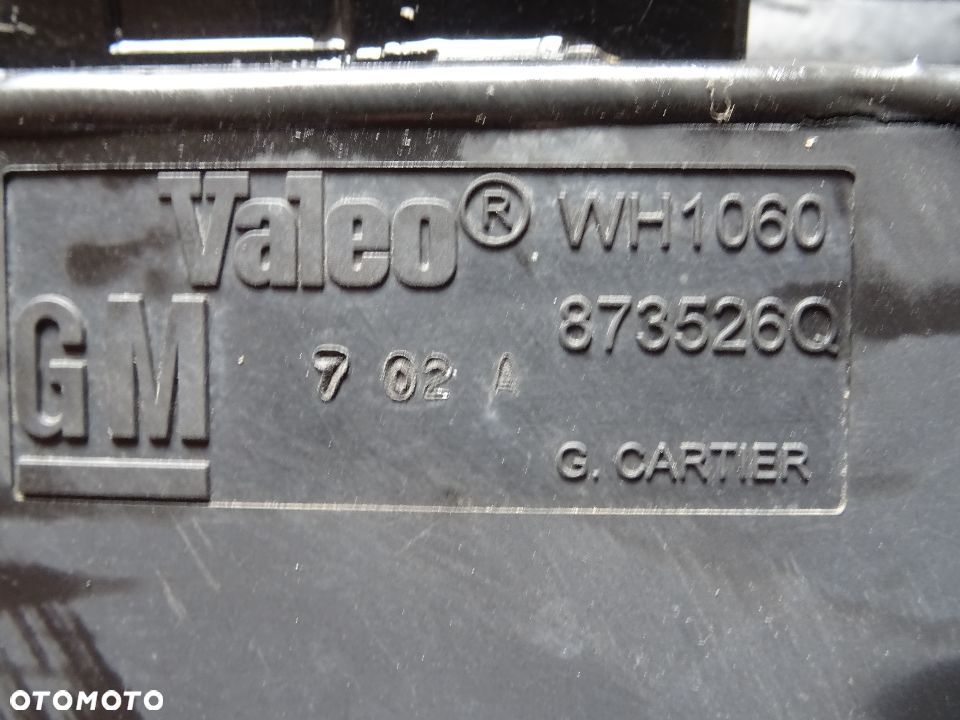 Valeo® WH1060
873526Q
GM
7 02 A
G. CARTIER
OTOMOTO